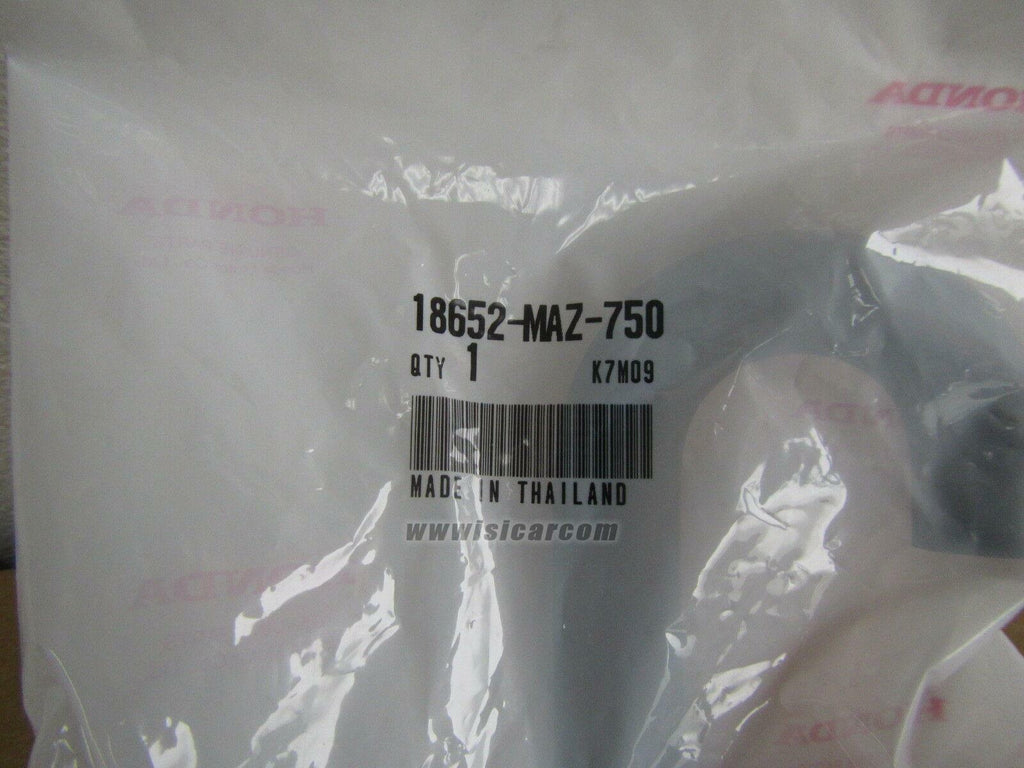 HONDA
HONDA
18652-MAZ-750
QTY 1 K7M09
MADE IN THAILAND
wwwisicarcom
HONDA